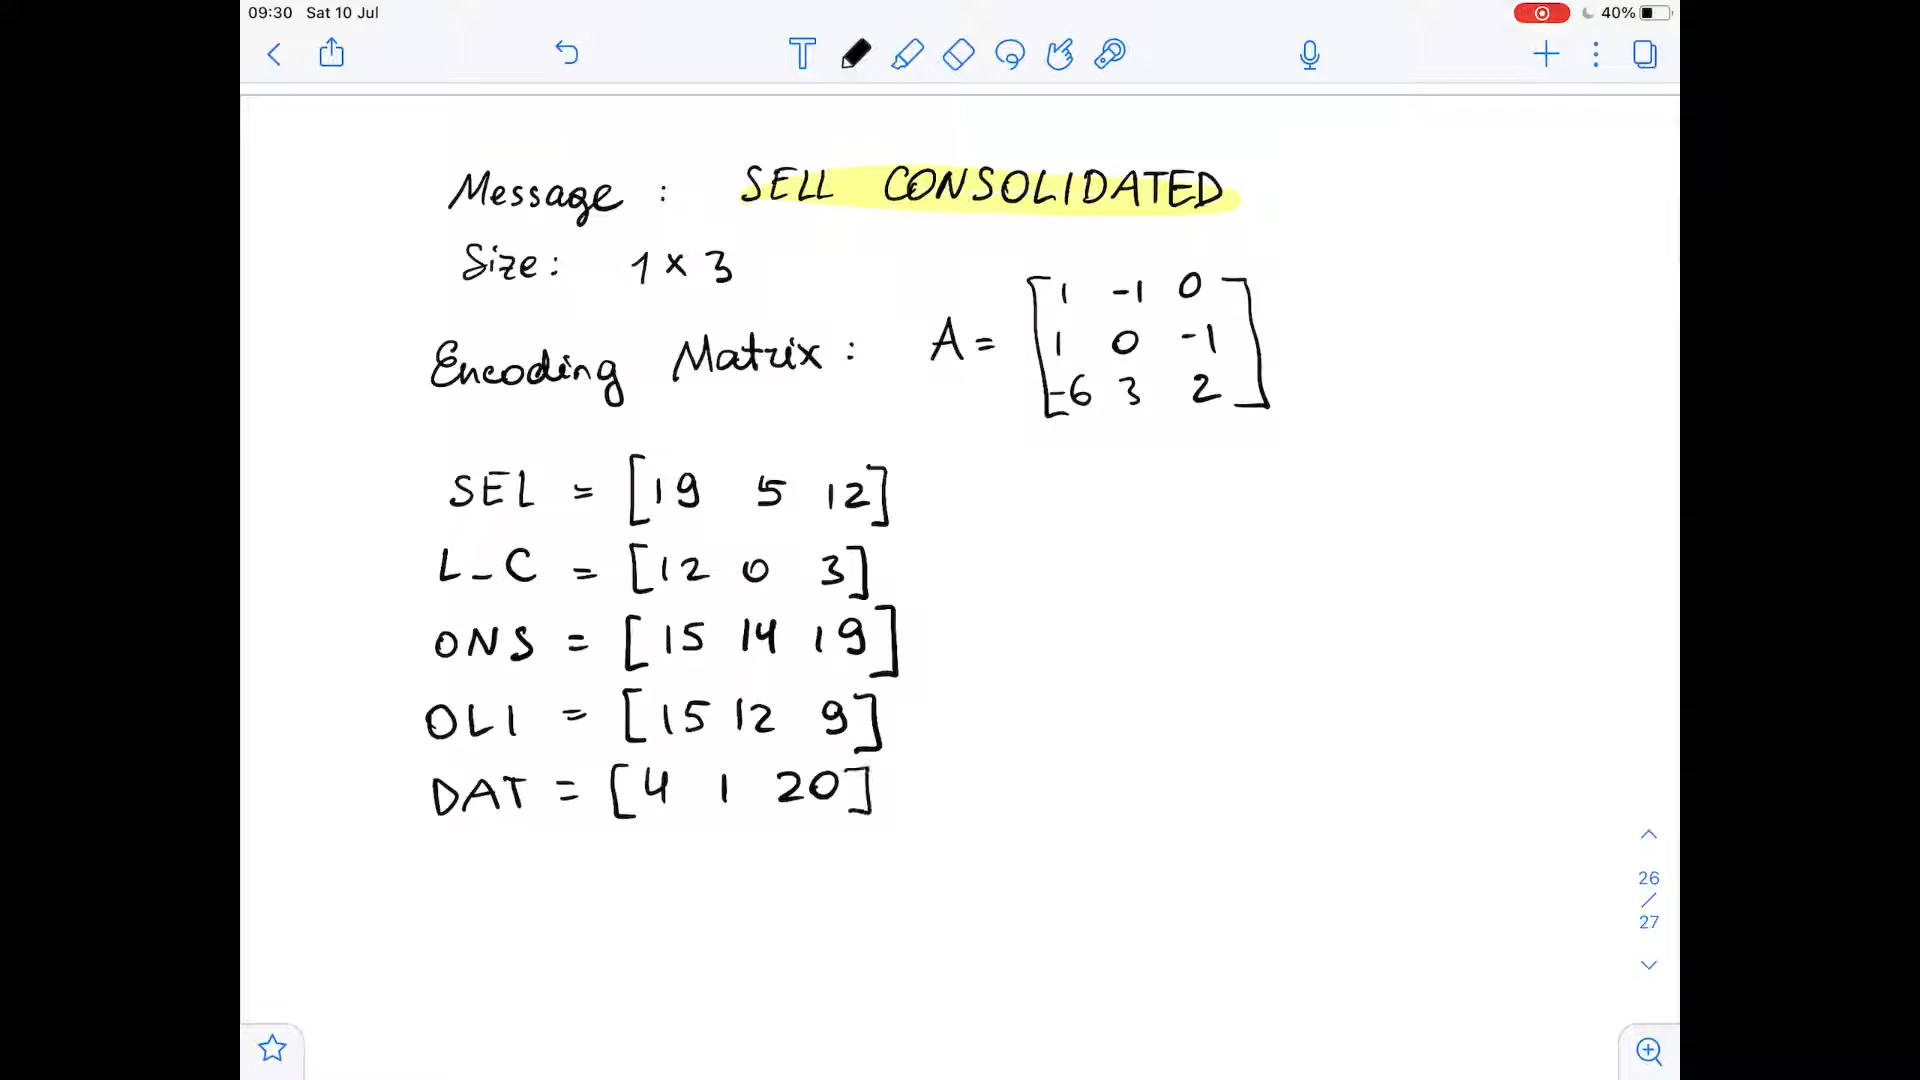 09:30 Sat 10 Jul 40%
T
Message : SELL CONSOLIDATED
Size : 1 x 3
Encoding Matrix : A = [1 -1 0
1 0 -1
-6 3 2]
SEL = [19 5 12]
L_C = [12 0 3]
ONS = [15 14 19]
OLI = [15 12 9]
DAT = [4 1 20]
26
/
27